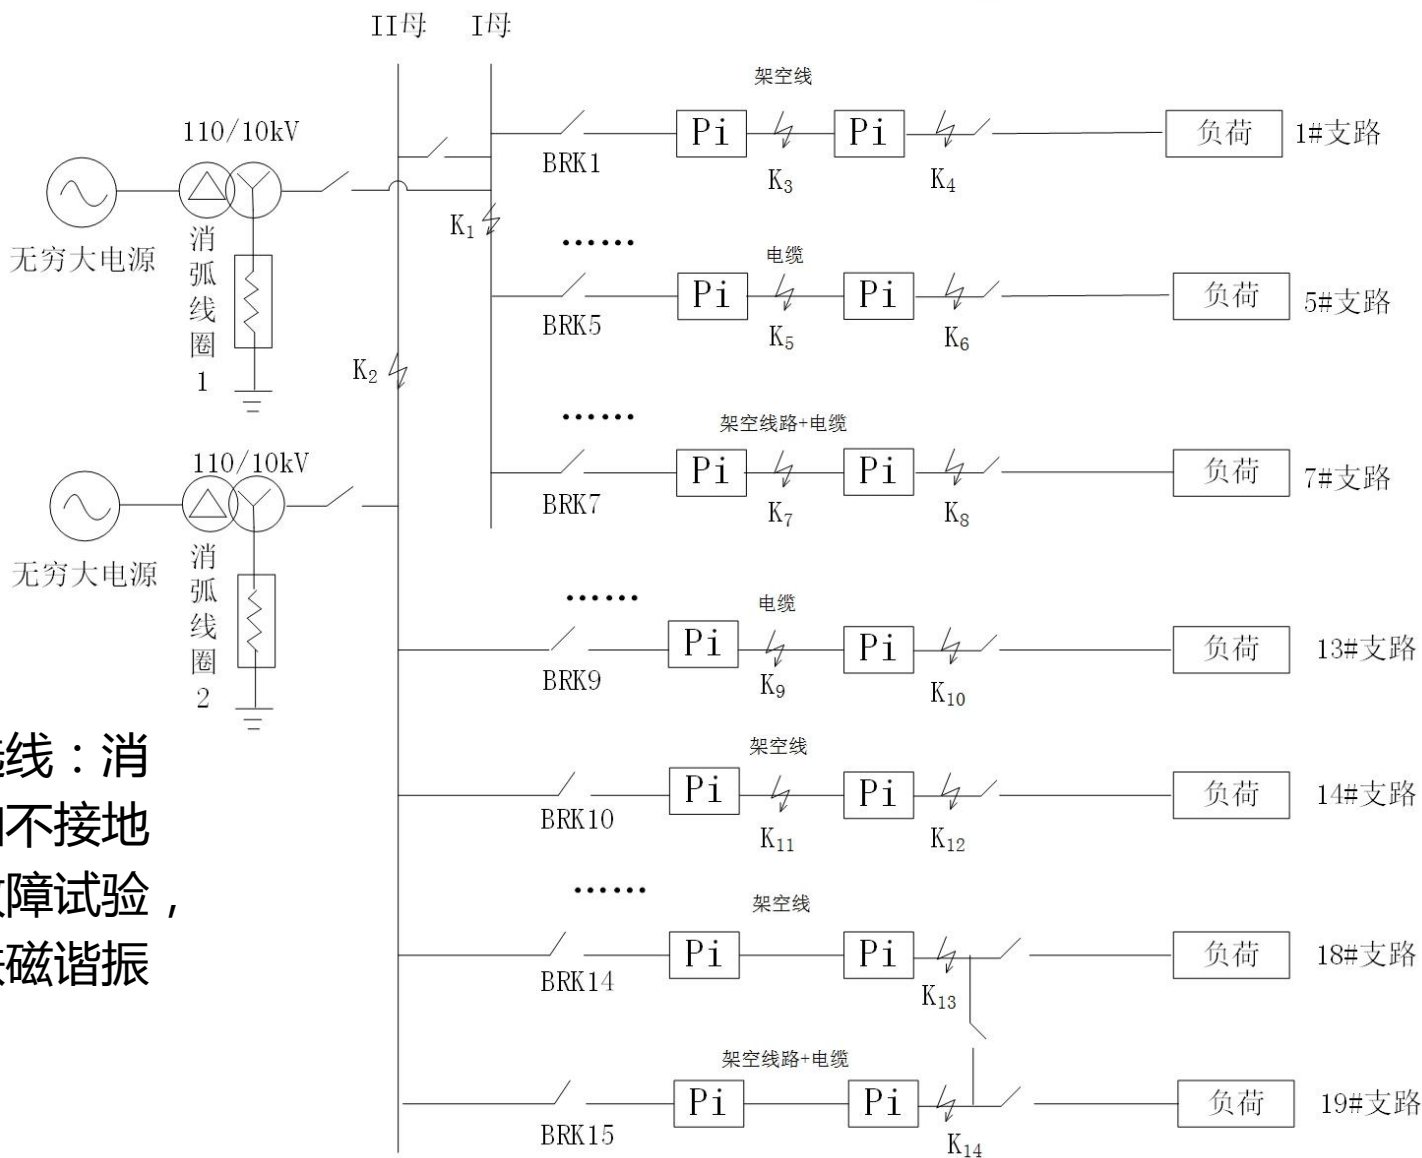 II母
I母
架空线
110/10kV
Pi
Pi
负荷
1#支路
BRK1
K3
K4
无穷大电源
消弧线圈1
K1
……
电缆
Pi
Pi
负荷
5#支路
BRK5
K5
K6
K2
……
架空线路+电缆
110/10kV
Pi
Pi
负荷
7#支路
BRK7
K7
K8
无穷大电源
消弧线圈2
……
电缆
Pi
Pi
负荷
13#支路
BRK9
K9
K10
线：消
架空线
不接地
Pi
Pi
负荷
14#支路
BRK10
K11
K12
障试验，
……
架空线
磁谐振
Pi
Pi
负荷
18#支路
BRK14
K13
架空线路+电缆
Pi
Pi
负荷
19#支路
BRK15
K14